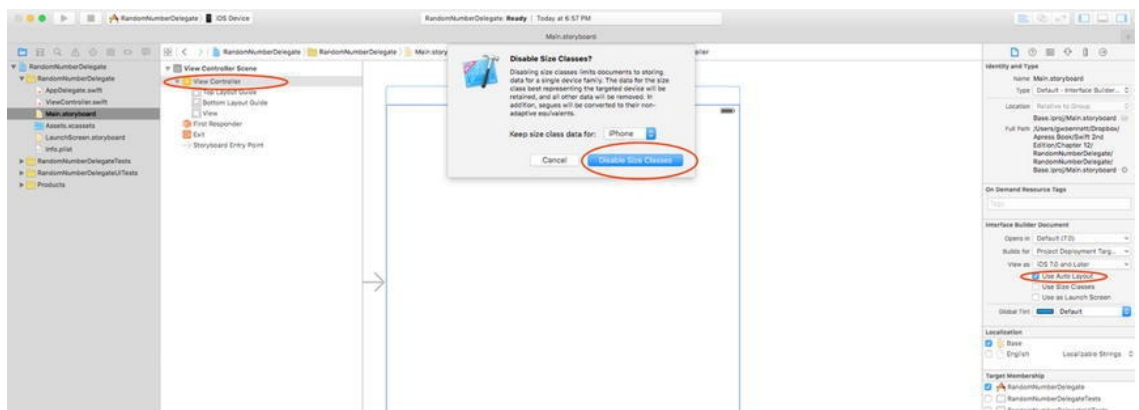 RandomNumberDelegate iOS Device
RandomNumberDelegate: Ready | Today at 6:57 PM
Main.storyboard
RandomNumberDelegate
RandomNumberDelegate
AppDelegate.swift
ViewController.swift
Main.storyboard
Assets.xcassets
LaunchScreen.storyboard
Info.plist
RandomNumberDelegateTests
RandomNumberDelegateUITests
Products
RandomNumberDelegate RandomNumberDelegate Main.story
View Controller Scene
View Controller
Top Layout Guide
Bottom Layout Guide
View
First Responder
Exit
Storyboard Entry Point
Disable Size Classes?
Disabling size classes limits documents to storing
data for a single device family. The data for the size
class best representing the targeted device will be
retained, and all other data will be removed. In
addition, segues will be converted to their non-
adaptive equivalents.
Keep size class data for: iPhone
Cancel Disable Size Classes
Identity and Type
Name Main.storyboard
Type Default - Interface Builder...
Location Relative to Group
Base.lproj/Main.storyboard
Full Path /Users/gwbennett/Dropbox/
Apress Book/Swift 2nd
Edition/Chapter 12/
RandomNumberDelegate/
RandomNumberDelegate/
Base.lproj/Main.storyboard
On Demand Resource Tags
Tags
Interface Builder Document
Opens in Default (7.0)
Builds for Project Deployment Targ...
View as iOS 7.0 and Later
Use Auto Layout
Use Size Classes
Use as Launch Screen
Global Tint Default
Localization
Base
English Localizable Strings
Target Membership
RandomNumberDelegate
RandomNumberDelegateTests